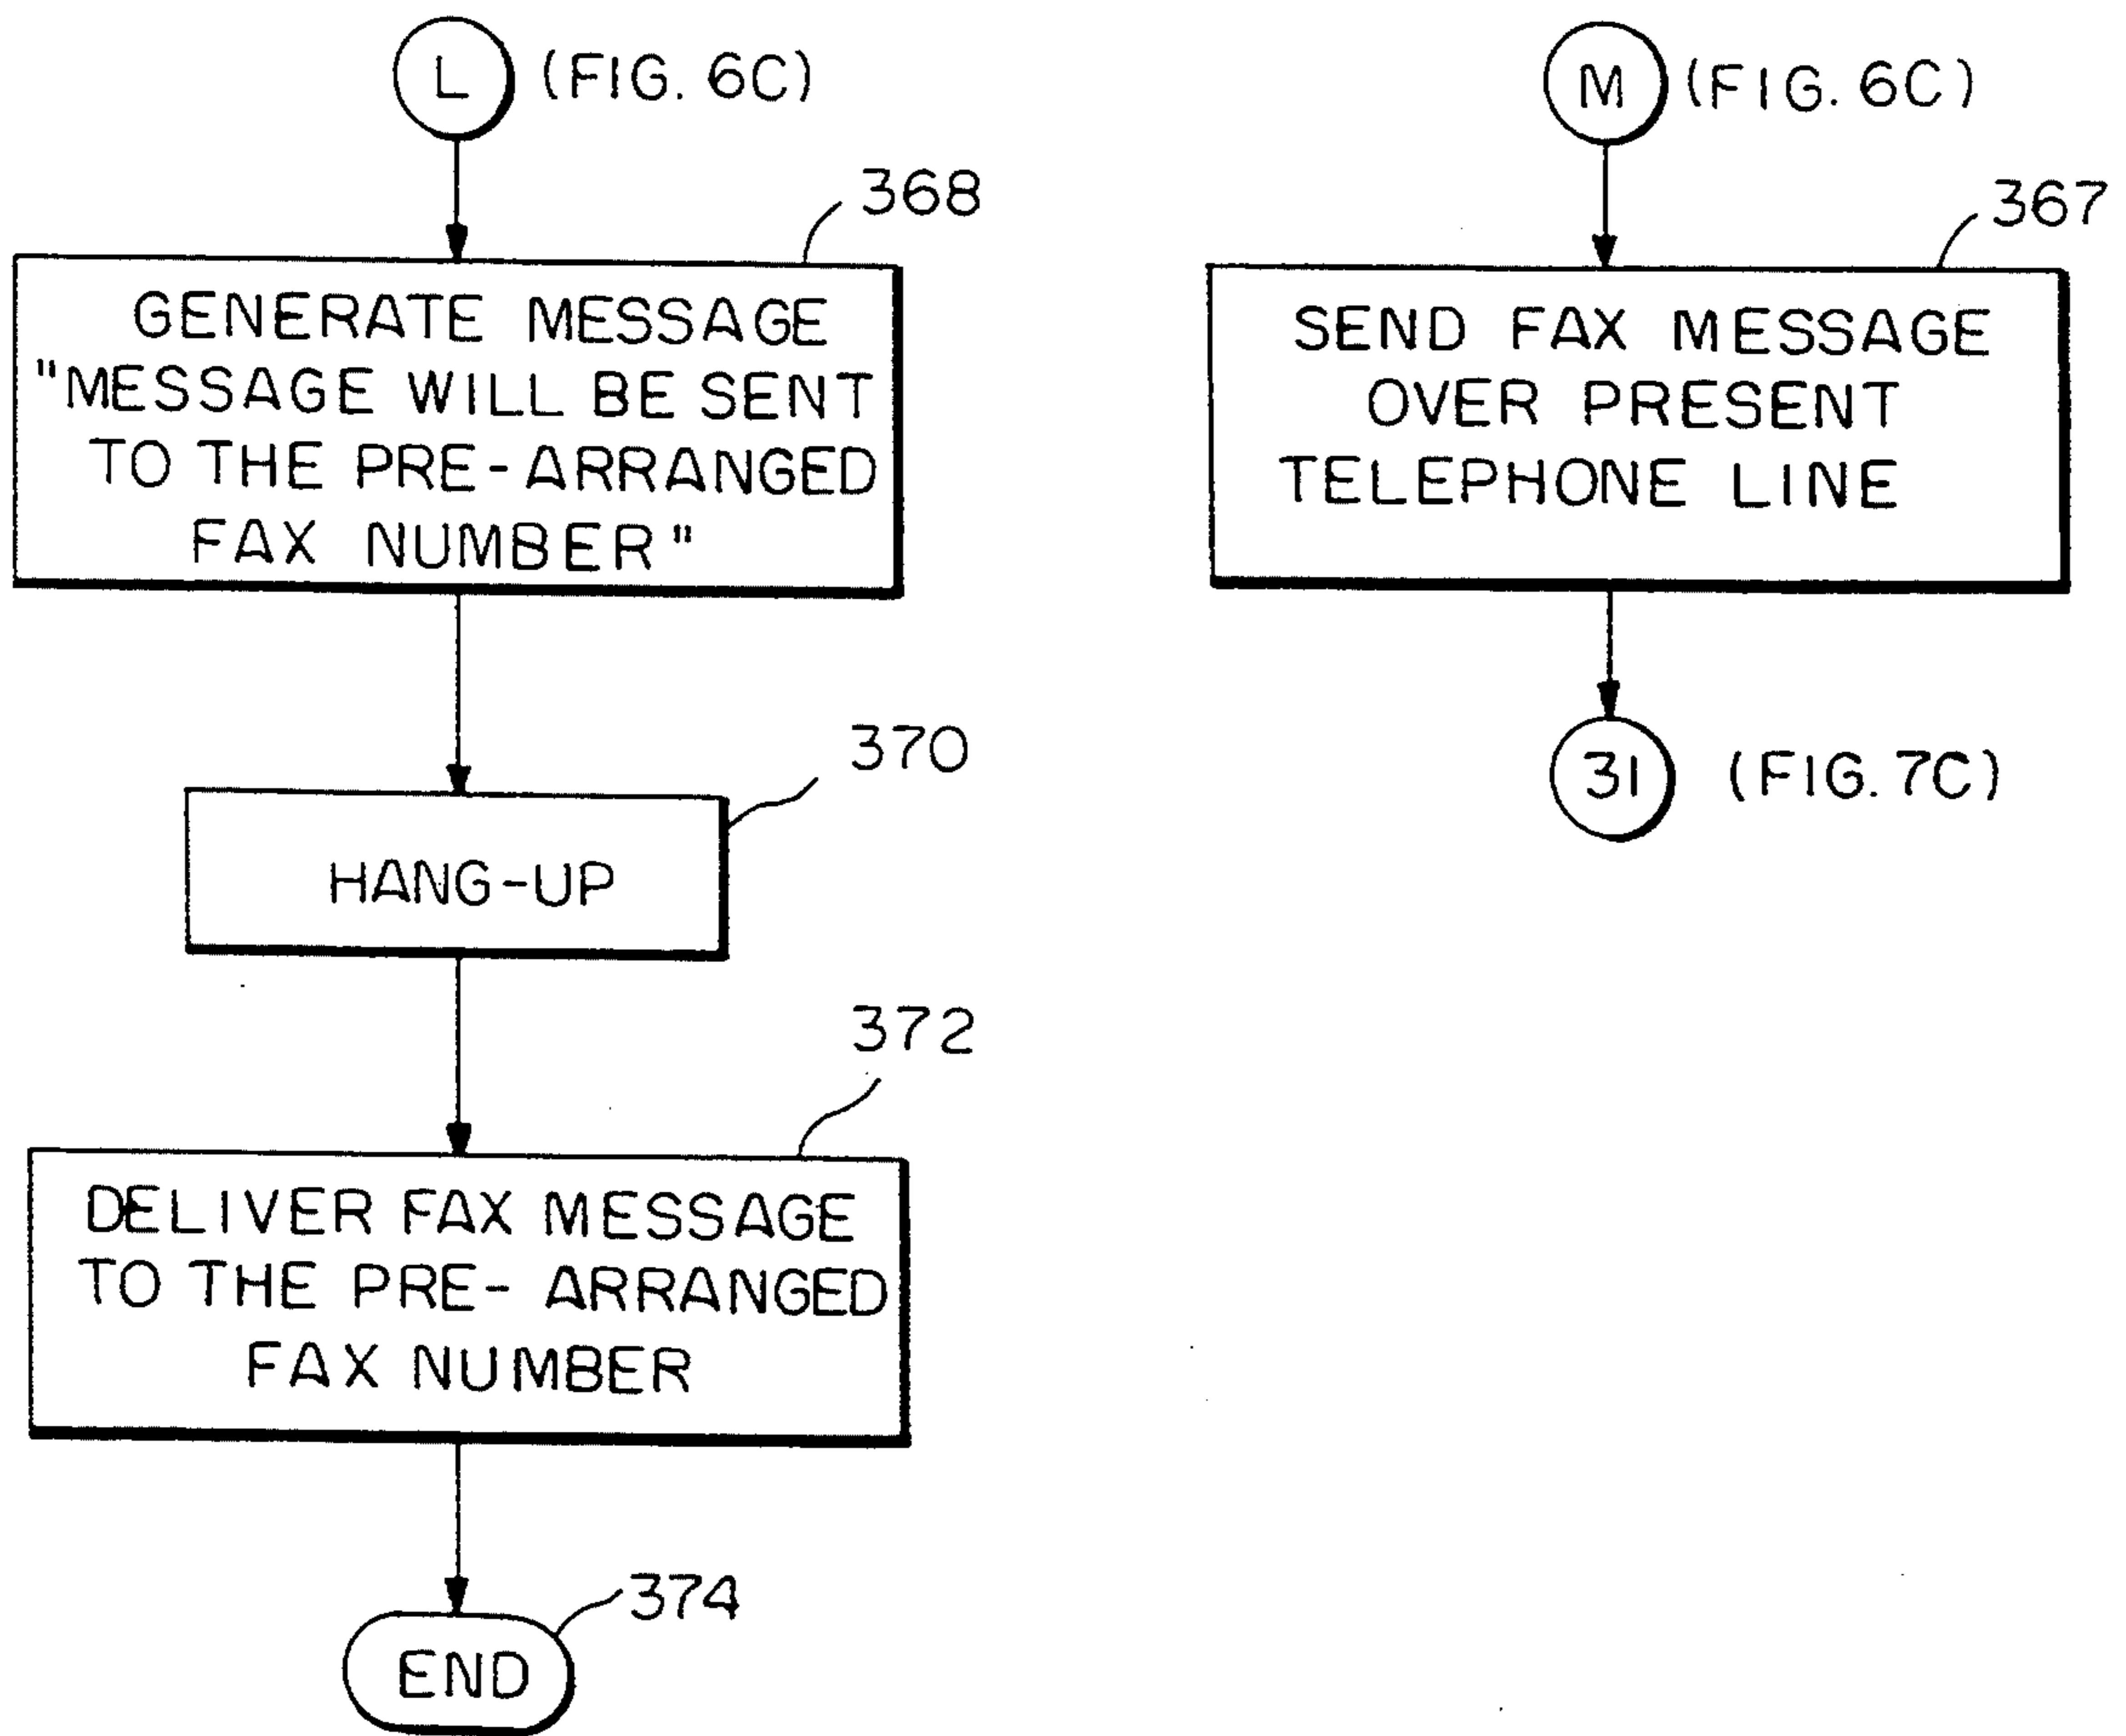 L (FIG. 6C)
368
GENERATE MESSAGE
"MESSAGE WILL BE SENT
TO THE PRE-ARRANGED
FAX NUMBER"
370
HANG-UP
372
DELIVER FAX MESSAGE
TO THE PRE- ARRANGED
FAX NUMBER
374
END
M (FIG. 6C)
367
SEND FAX MESSAGE
OVER PRESENT
TELEPHONE LINE
31 (FIG. 7C)